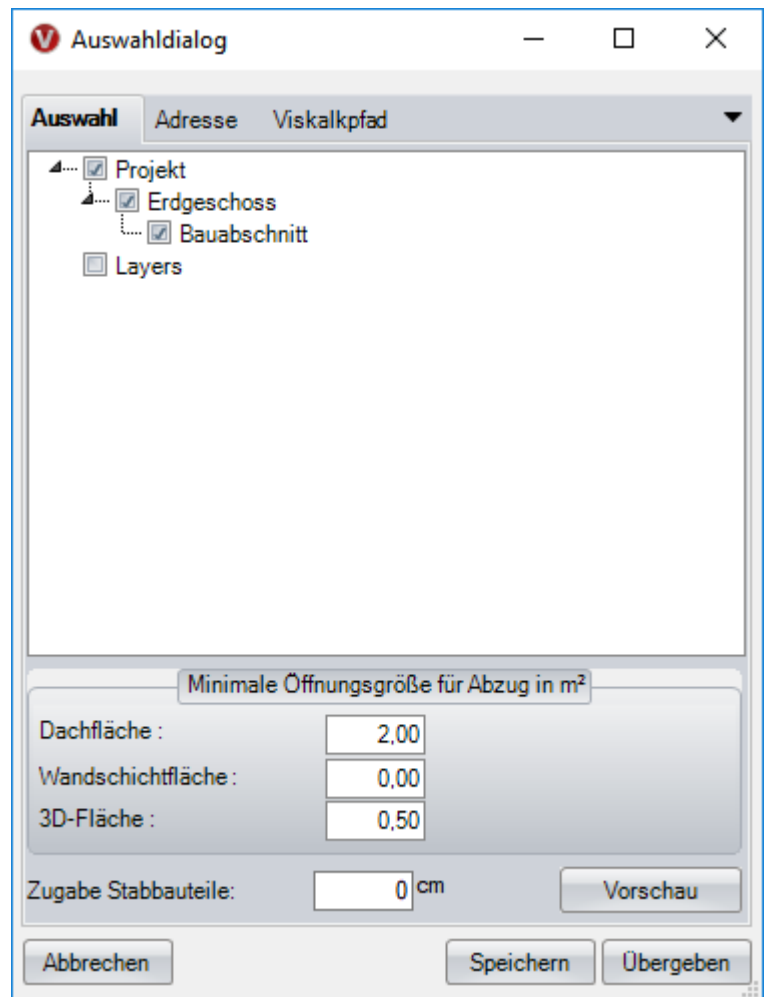 V Auswahldialog
Auswahl Adresse Viskalkpfad
Projekt
Erdgeschoss
Bauabschnitt
Layers
Minimale Öffnungsgröße für Abzug in m²
Dachfläche : 2,00
Wandschichtfläche : 0,00
3D-Fläche : 0,50
Zugabe Stabbauteile: 0 cm Vorschau
Abbrechen Speichern Übergeben